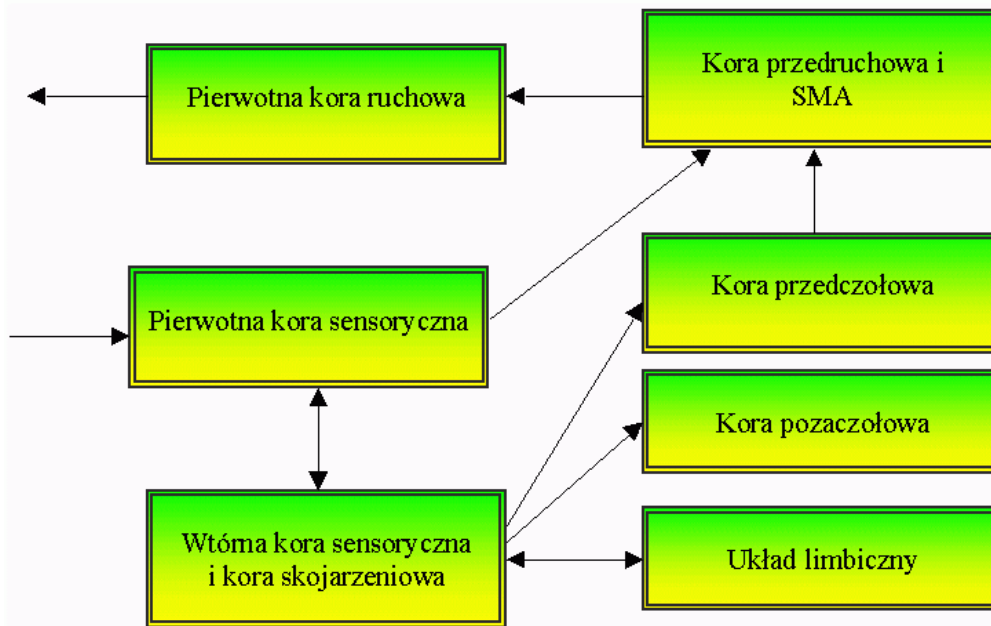 Pierwotna kora ruchowa
Kora przedruchowa i
SMA
Pierwotna kora sensoryczna
Kora przedczołowa
Kora pozaczołowa
Wtórna kora sensoryczna
i kora skojarzeniowa
Układ limbiczny